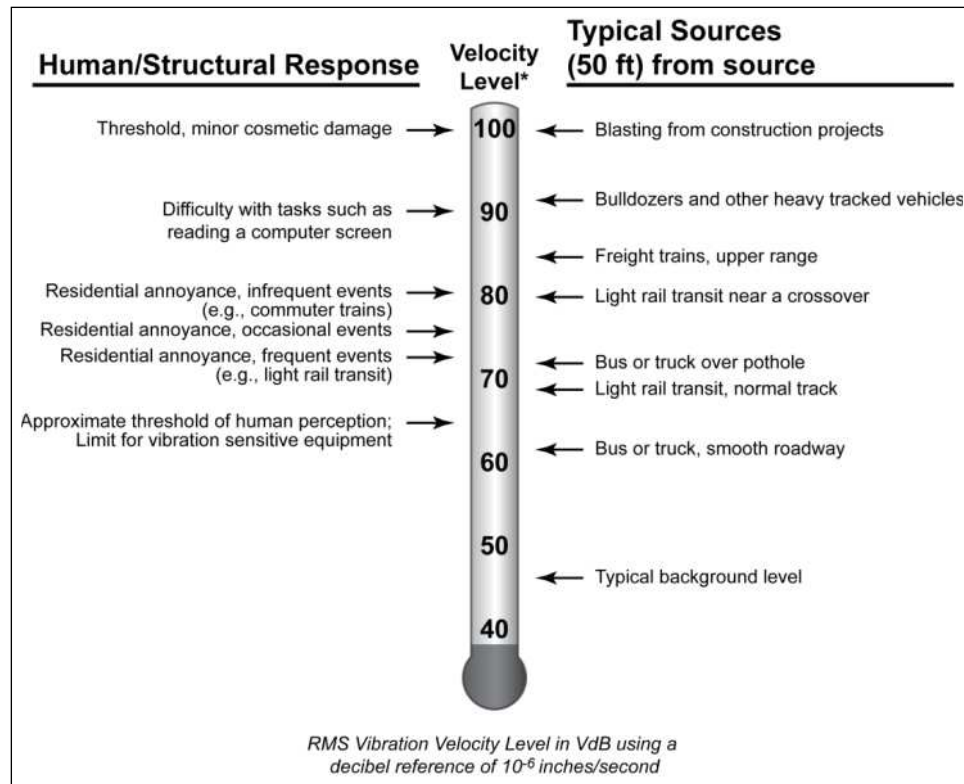 Human/Structural Response
Velocity
Level*
Typical Sources
(50 ft) from source
Threshold, minor cosmetic damage
100
Blasting from construction projects
Difficulty with tasks such as
reading a computer screen
90
Bulldozers and other heavy tracked vehicles
Freight trains, upper range
Residential annoyance, infrequent events
(e.g., commuter trains)
80
Light rail transit near a crossover
Residential annoyance, occasional events
Residential annoyance, frequent events
(e.g., light rail transit)
Bus or truck over pothole
70
Light rail transit, normal track
Approximate threshold of human perception;
Limit for vibration sensitive equipment
60
Bus or truck, smooth roadway
50
Typical background level
40
RMS Vibration Velocity Level in VdB using a
decibel reference of 10⁻⁶ inches/second